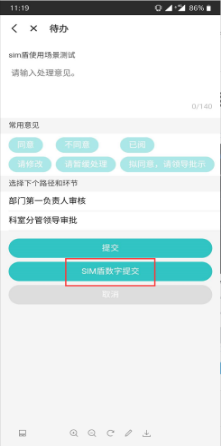 11:19
86%
待办
sim盾使用场景测试
请输入处理意见。
0/140
常用意见
同意 不同意 已阅
请修改 请酌缓处理 拟同意，请领导批示
选择下个路径和环节
部门第一负责人审核
科室分管领导审批
提交
SIM盾数字提交
取消